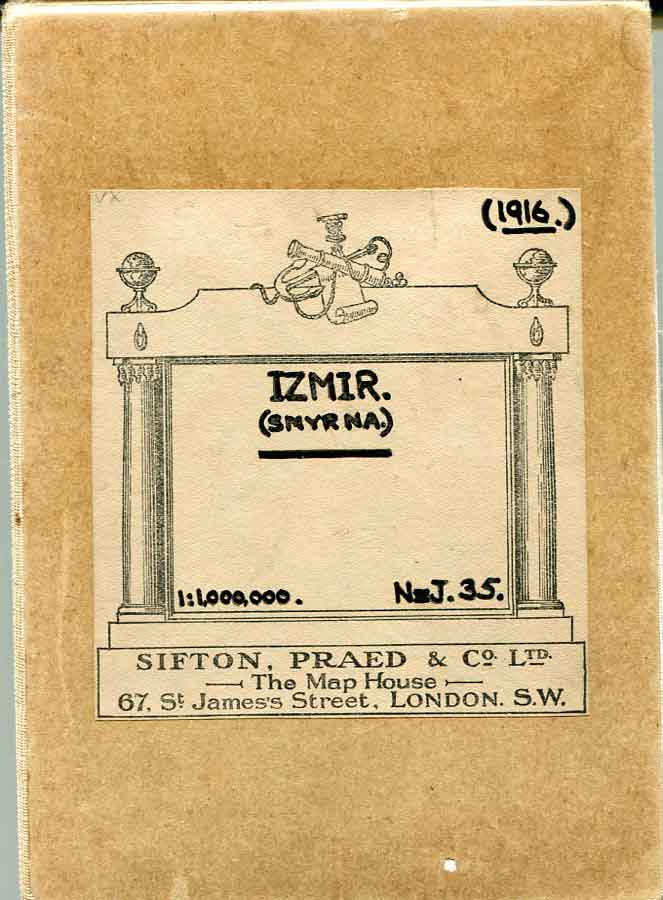 (1916.)
IZMIR.
(SMYRNA.)
1:1,000,000. N=J.35.
SIFTON, PRAED & Co. LTD.
The Map House
67, St James's Street, LONDON. S.W.